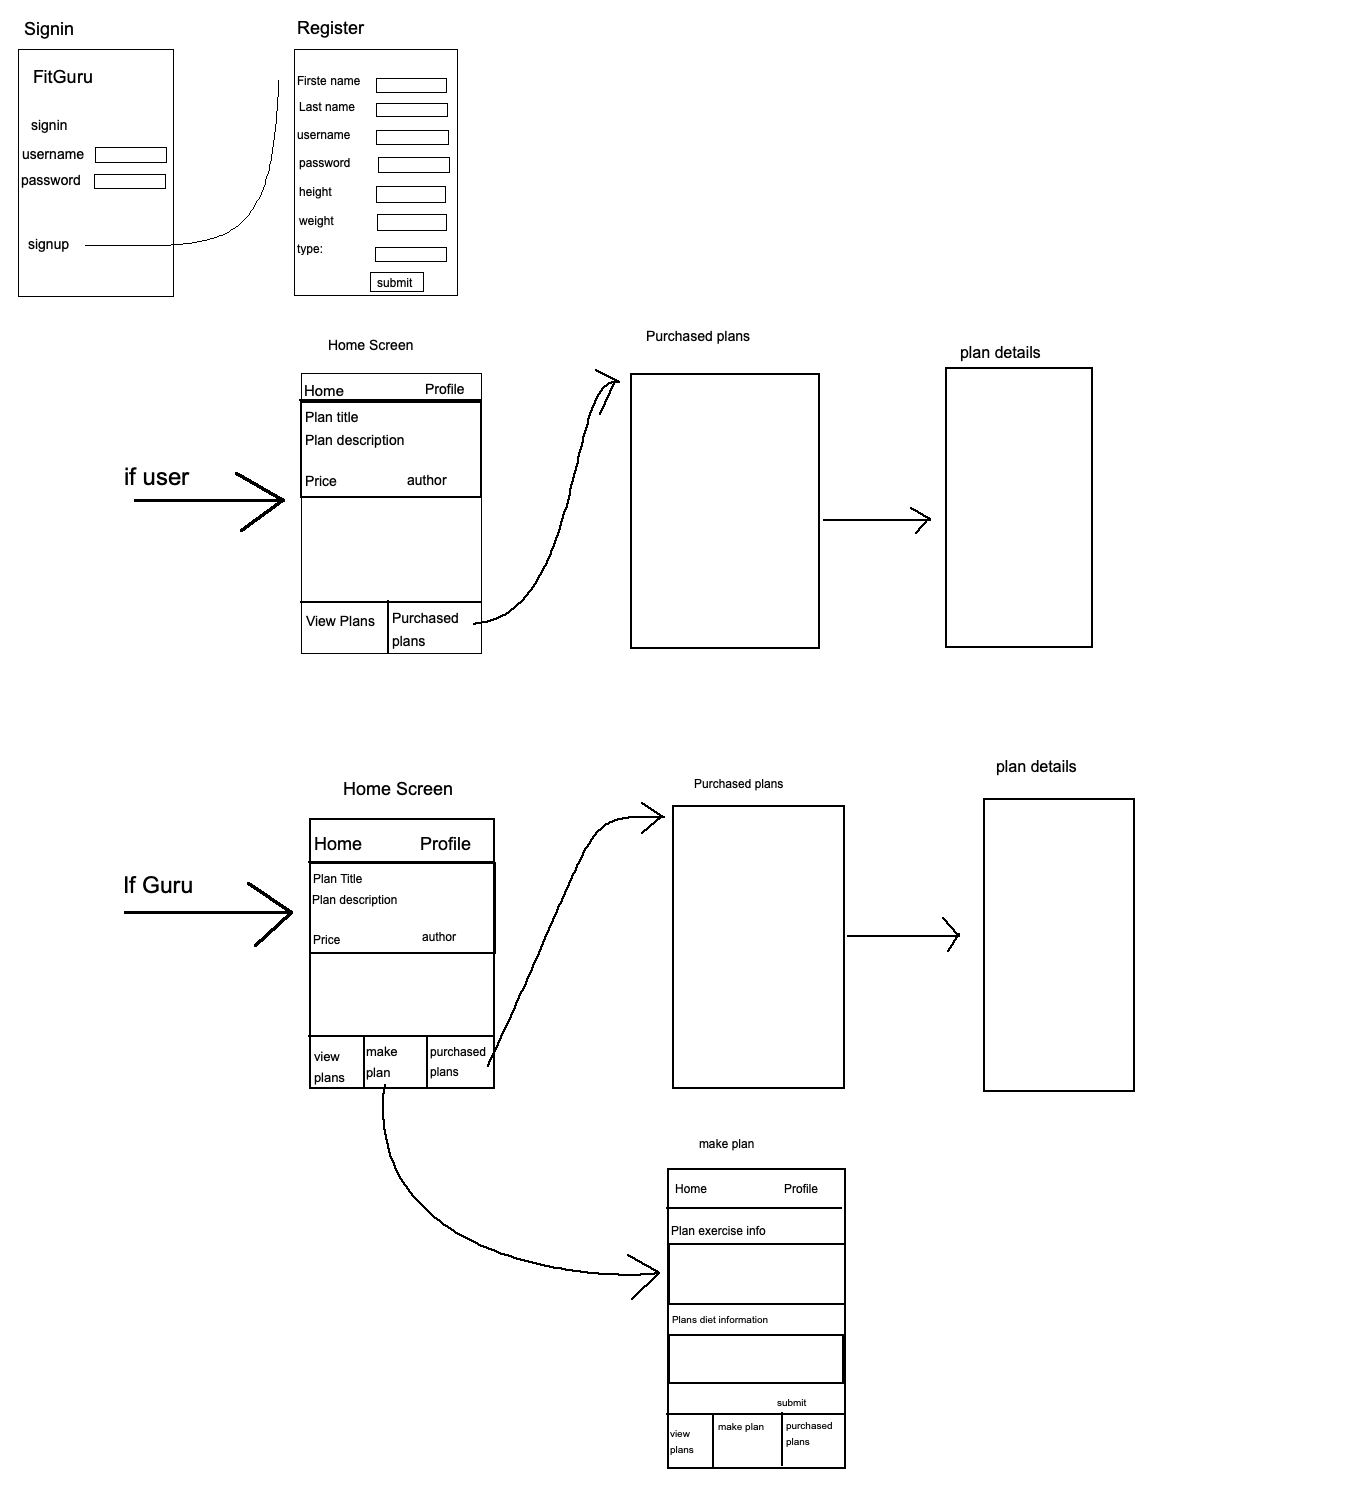 Signin
Register
FitGuru
signin
username
password
signup
Firste name
Last name
username
password
height
weight
type:
submit
Home Screen
Purchased plans
plan details
Home Profile
Plan title
Plan description
Price author
if user
View Plans
Purchased
plans
Home Screen
Purchased plans
plan details
Home Profile
If Guru
Plan Title
Plan description
Price author
view
plans
make
plan
purchased
plans
make plan
Home Profile
Plan exercise info
Plans diet information
submit
view
plans
make plan
purchased
plans